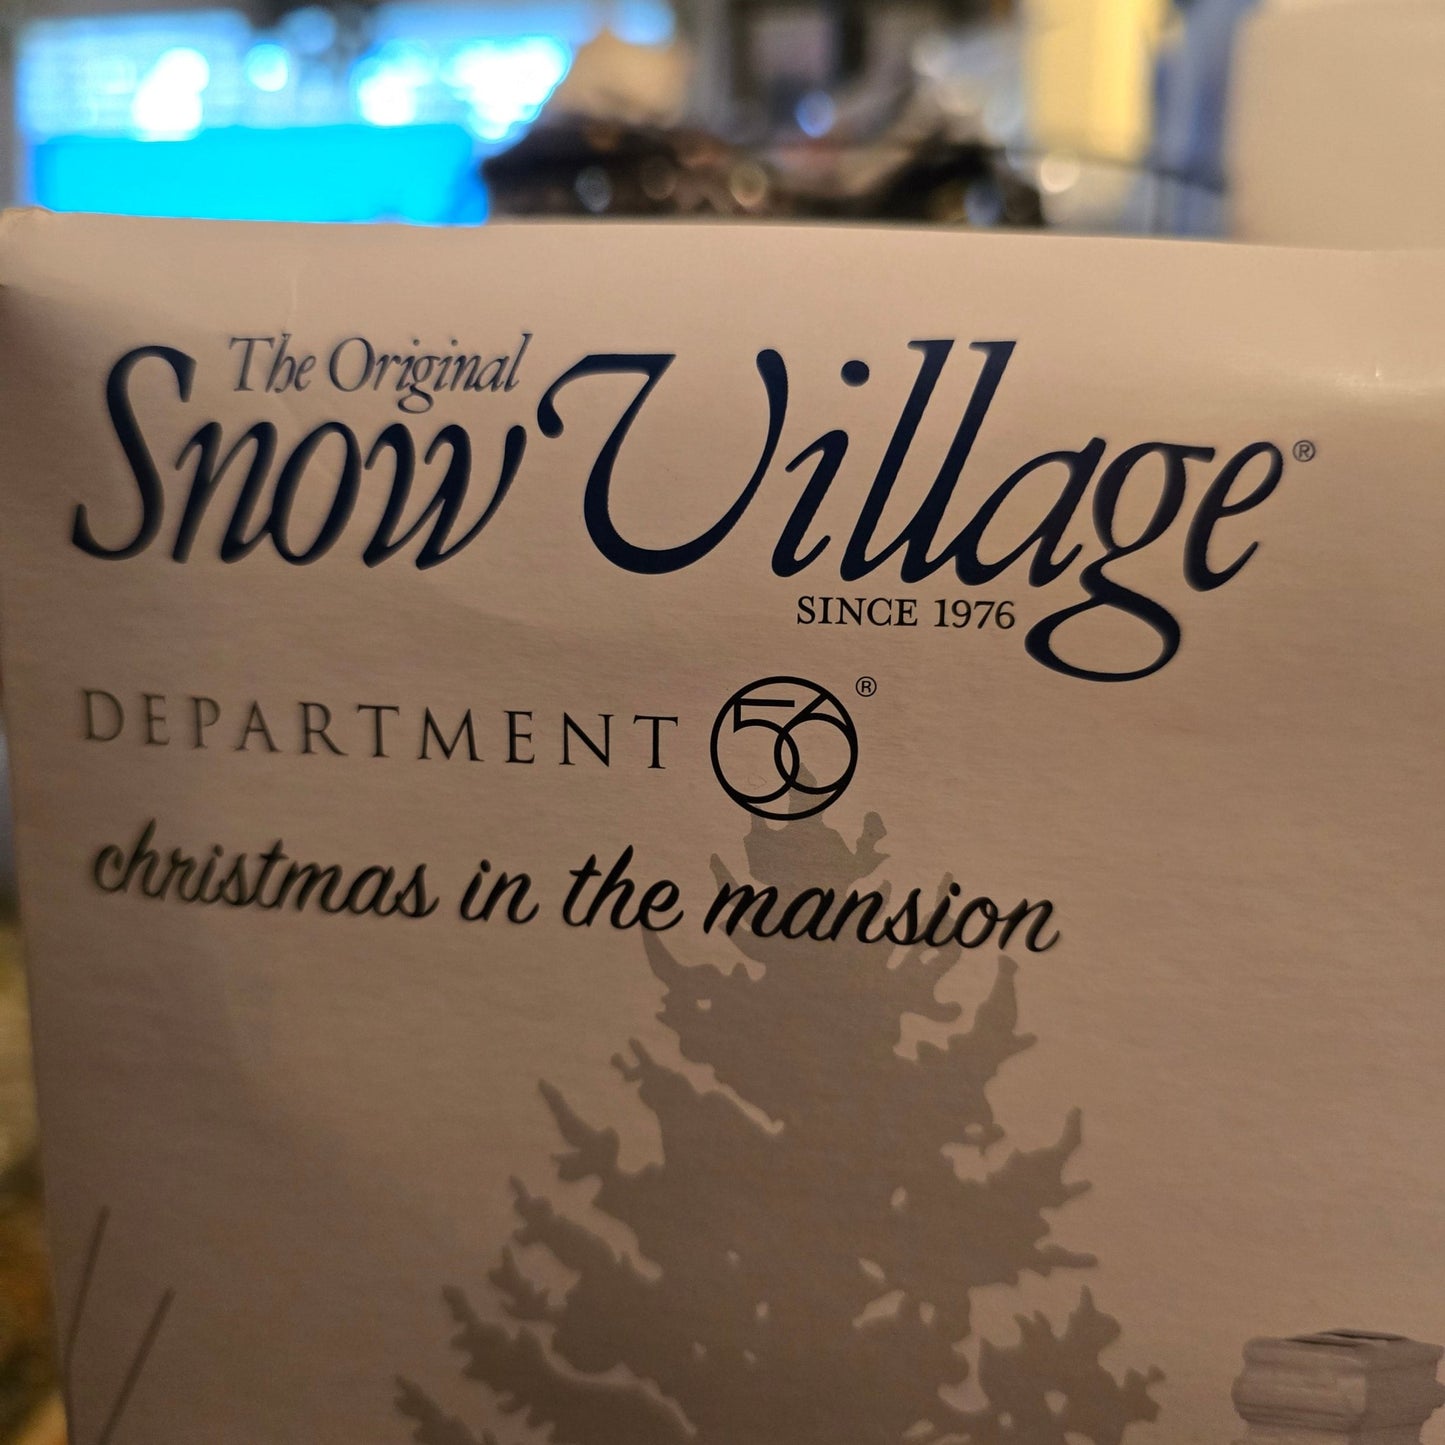 The Original
Snow Village®
SINCE 1976
DEPARTMENT 56®
christmas in the mansion